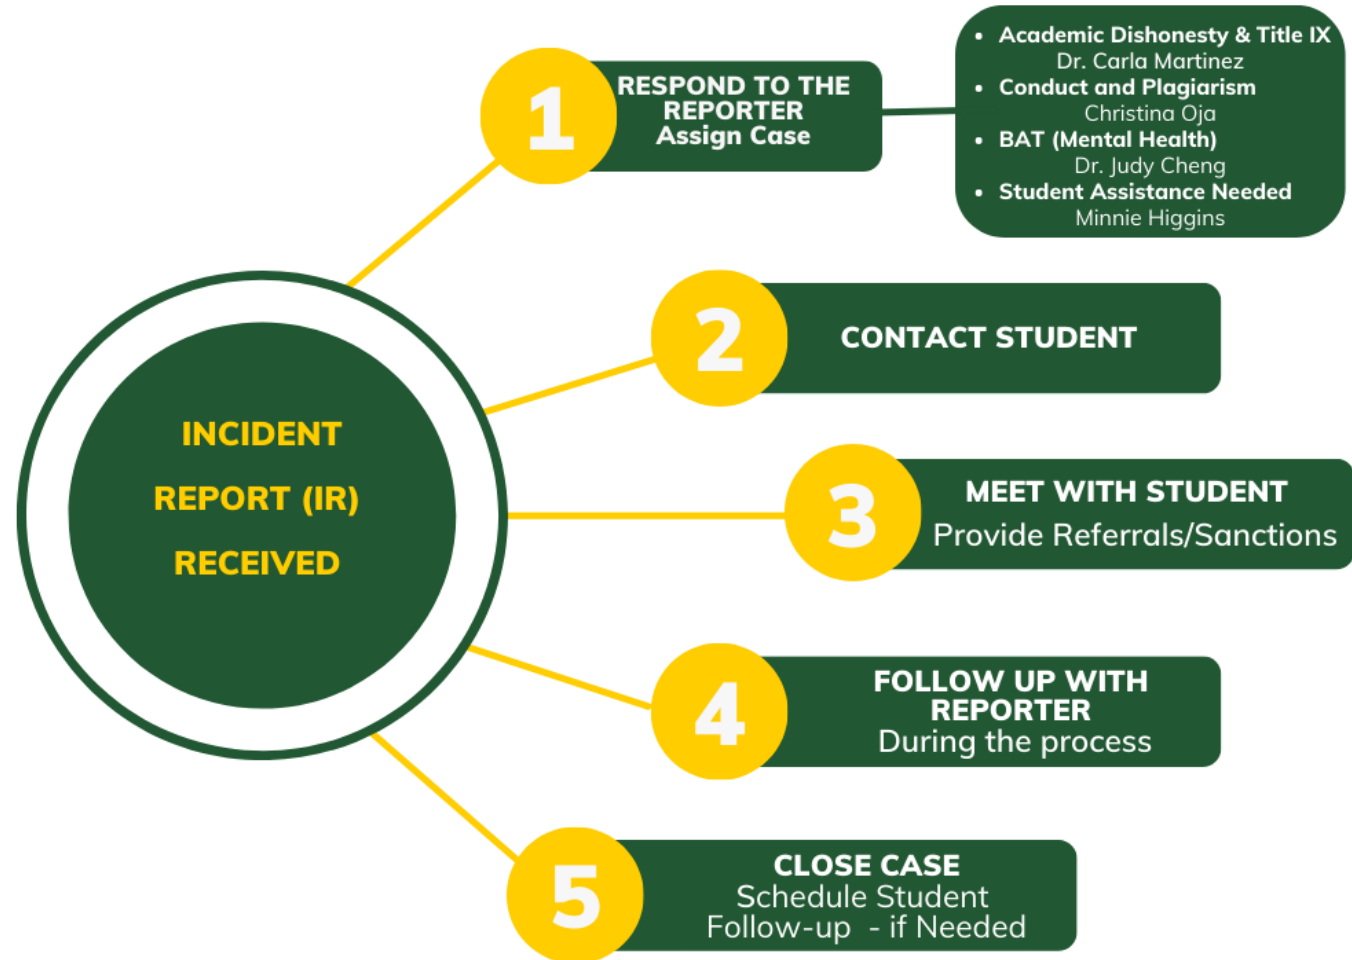 INCIDENT
REPORT (IR)
RECEIVED
1
RESPOND TO THE
REPORTER
Assign Case
• Academic Dishonesty & Title IX
Dr. Carla Martinez
• Conduct and Plagiarism
Christina Oja
• BAT (Mental Health)
Dr. Judy Cheng
• Student Assistance Needed
Minnie Higgins
2
CONTACT STUDENT
3
MEET WITH STUDENT
Provide Referrals/Sanctions
4
FOLLOW UP WITH
REPORTER
During the process
5
CLOSE CASE
Schedule Student
Follow-up - if Needed